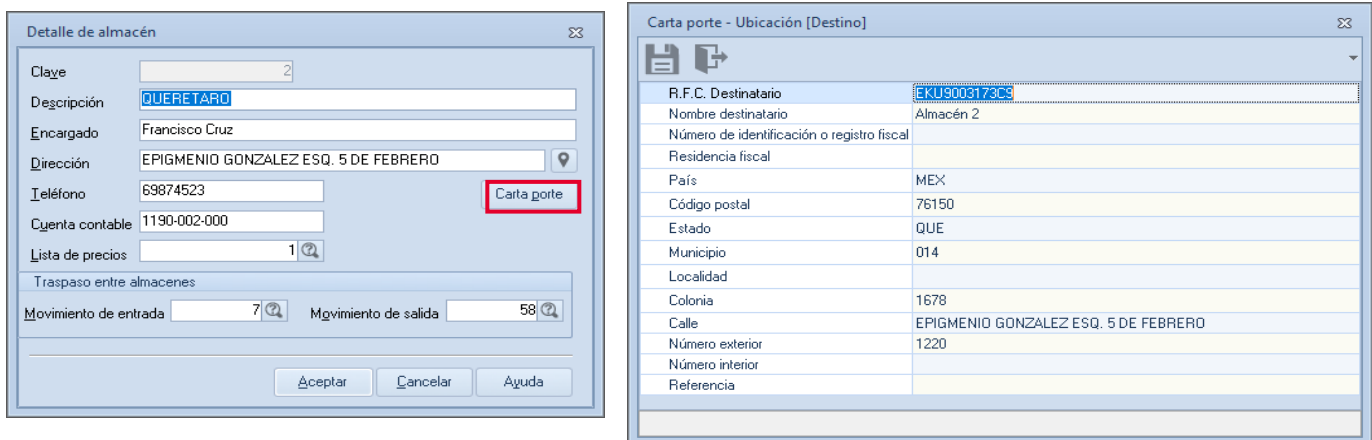 Detalle de almacén
Clave 2
Descripción QUERETARO
Encargado Francisco Cruz
Dirección EPIGMENIO GONZALEZ ESQ. 5 DE FEBRERO
Teléfono 69874523
Carta porte
Cuenta contable 1190-002-000
Lista de precios 1
Traspaso entre almacenes
Movimiento de entrada 7 Movimiento de salida 58
Aceptar Cancelar Ayuda
Carta porte - Ubicación [Destino]
R.F.C. Destinatario EKU9003173C9
Nombre destinatario Almacén 2
Número de identificación o registro fiscal
Residencia fiscal
País MEX
Código postal 76150
Estado QUE
Municipio 014
Localidad
Colonia 1678
Calle EPIGMENIO GONZALEZ ESQ. 5 DE FEBRERO
Número exterior 1220
Número interior
Referencia